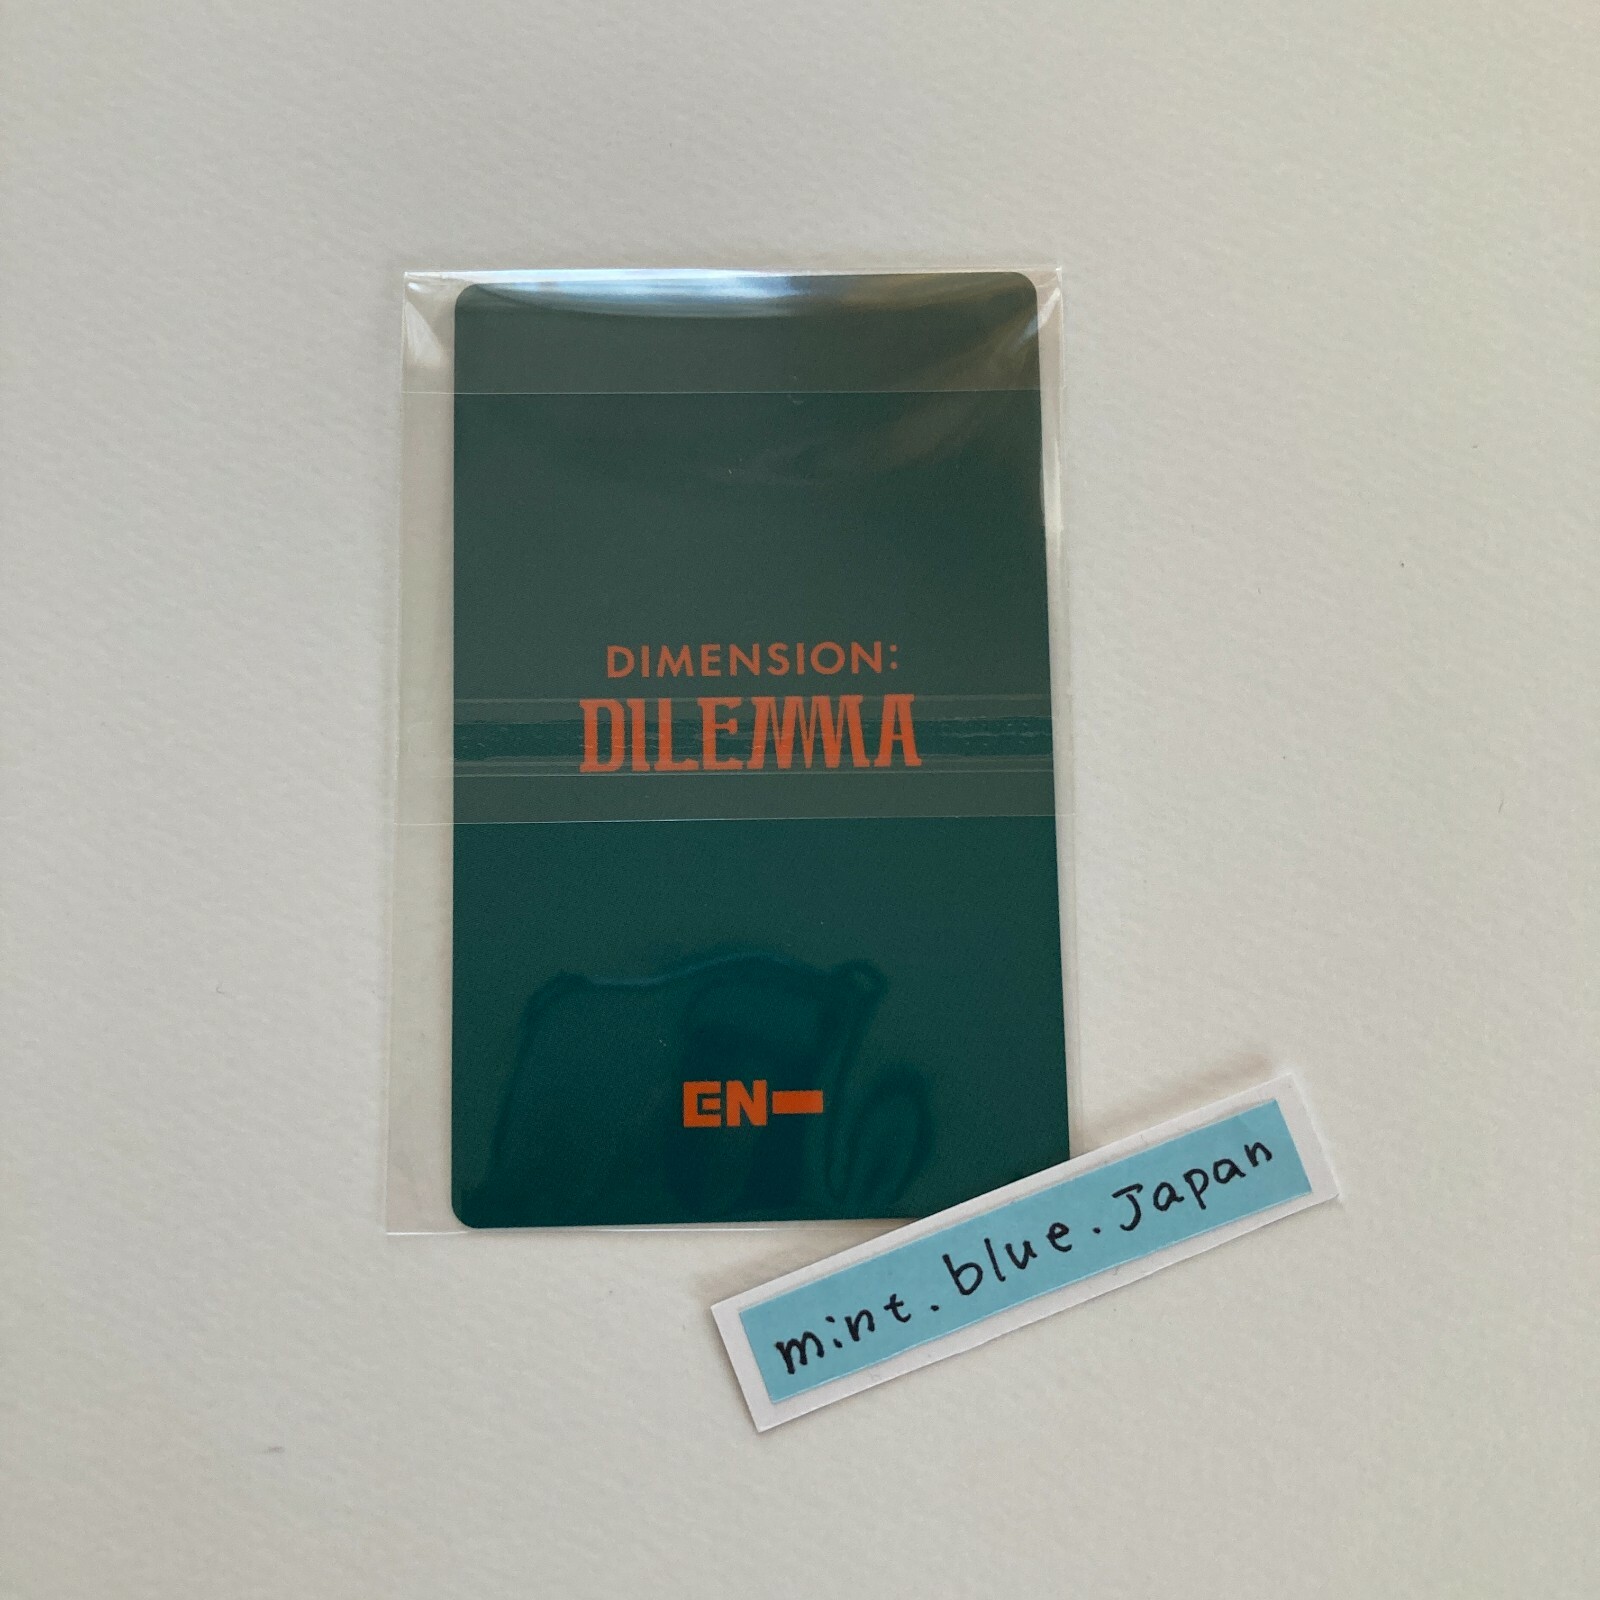 DIMENSION:
DILEMMA
EN-
mint.blue.Japan